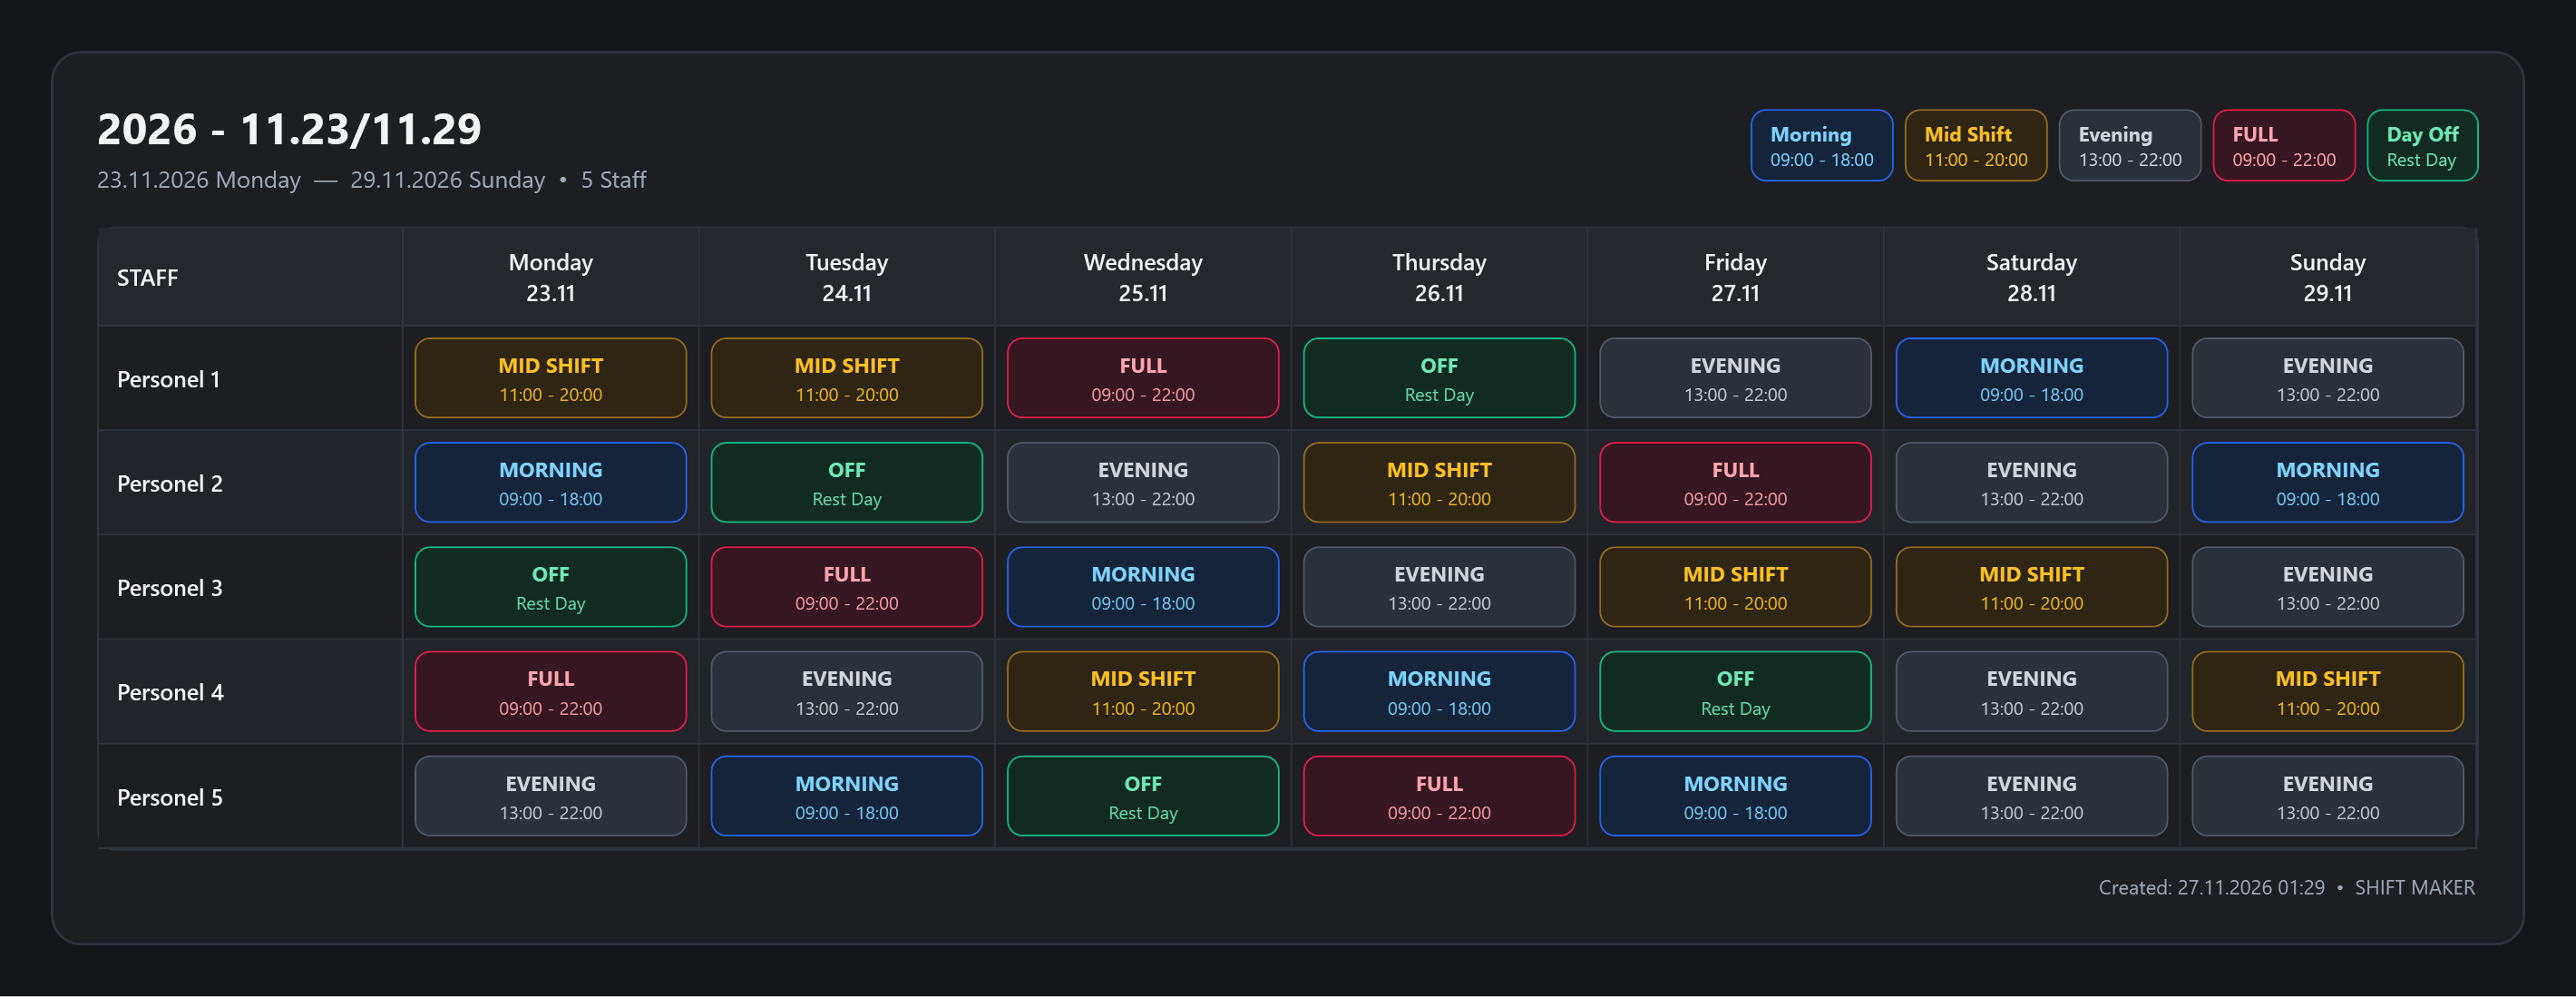 2026 - 11.23/11.29
23.11.2026 Monday — 29.11.2026 Sunday • 5 Staff
Morning
09:00 - 18:00
Mid Shift
11:00 - 20:00
Evening
13:00 - 22:00
FULL
09:00 - 22:00
Day Off
Rest Day
STAFF
Monday
23.11
Tuesday
24.11
Wednesday
25.11
Thursday
26.11
Friday
27.11
Saturday
28.11
Sunday
29.11
Personel 1
MID SHIFT
11:00 - 20:00
MID SHIFT
11:00 - 20:00
FULL
09:00 - 22:00
OFF
Rest Day
EVENING
13:00 - 22:00
MORNING
09:00 - 18:00
EVENING
13:00 - 22:00
Personel 2
MORNING
09:00 - 18:00
OFF
Rest Day
EVENING
13:00 - 22:00
MID SHIFT
11:00 - 20:00
FULL
09:00 - 22:00
EVENING
13:00 - 22:00
MORNING
09:00 - 18:00
Personel 3
OFF
Rest Day
FULL
09:00 - 22:00
MORNING
09:00 - 18:00
EVENING
13:00 - 22:00
MID SHIFT
11:00 - 20:00
MID SHIFT
11:00 - 20:00
EVENING
13:00 - 22:00
Personel 4
FULL
09:00 - 22:00
EVENING
13:00 - 22:00
MID SHIFT
11:00 - 20:00
MORNING
09:00 - 18:00
OFF
Rest Day
EVENING
13:00 - 22:00
MID SHIFT
11:00 - 20:00
Personel 5
EVENING
13:00 - 22:00
MORNING
09:00 - 18:00
OFF
Rest Day
FULL
09:00 - 22:00
MORNING
09:00 - 18:00
EVENING
13:00 - 22:00
EVENING
13:00 - 22:00
Created: 27.11.2026 01:29 • SHIFT MAKER